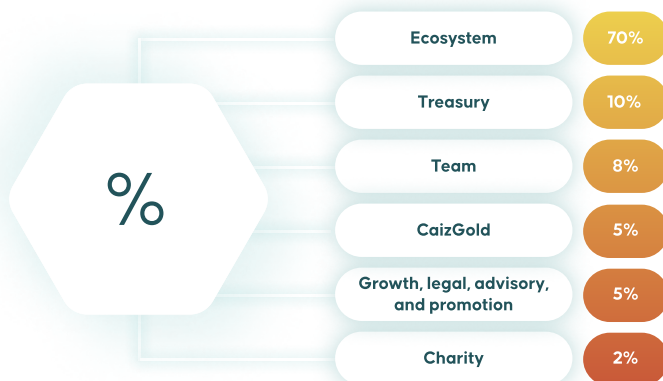 %
Ecosystem 70%
Treasury 10%
Team 8%
CaizGold 5%
Growth, legal, advisory,
and promotion 5%
Charity 2%